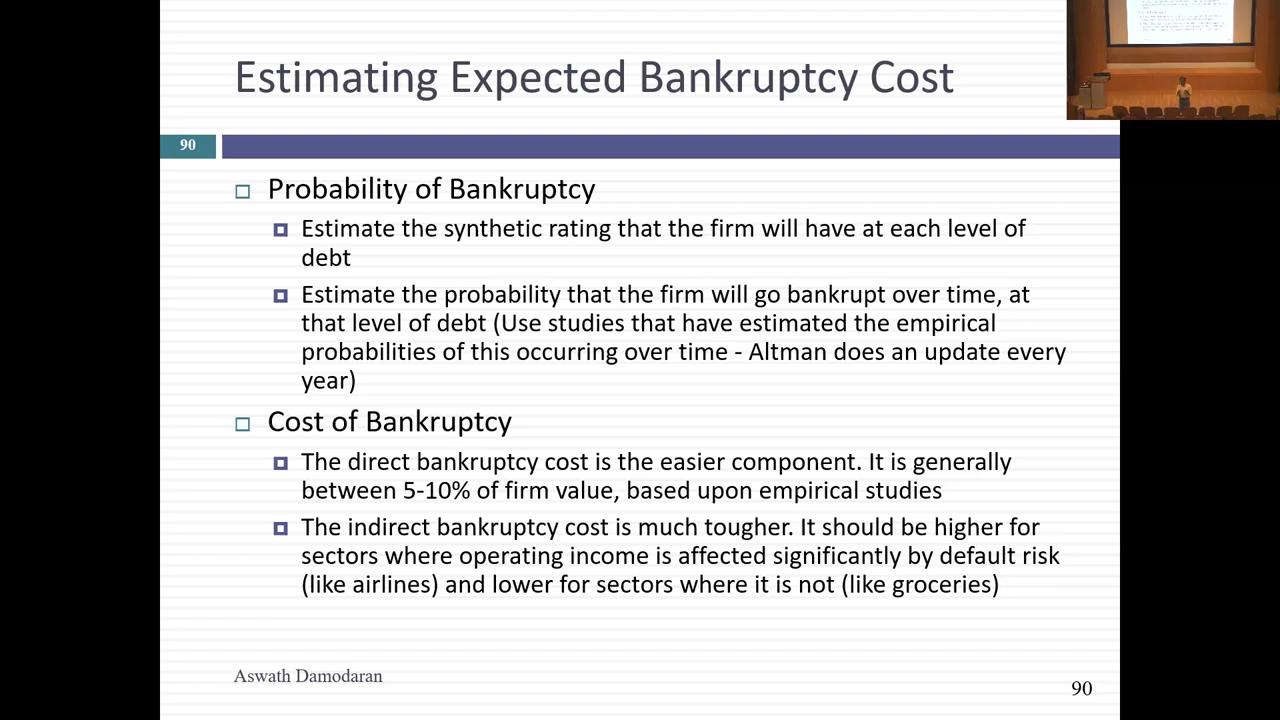 Estimating Expected Bankruptcy Cost
90
Probability of Bankruptcy
Estimate the synthetic rating that the firm will have at each level of
debt
Estimate the probability that the firm will go bankrupt over time, at
that level of debt (Use studies that have estimated the empirical
probabilities of this occurring over time - Altman does an update every
year)
Cost of Bankruptcy
The direct bankruptcy cost is the easier component. It is generally
between 5-10% of firm value, based upon empirical studies
The indirect bankruptcy cost is much tougher. It should be higher for
sectors where operating income is affected significantly by default risk
(like airlines) and lower for sectors where it is not (like groceries)
Aswath Damodaran
90